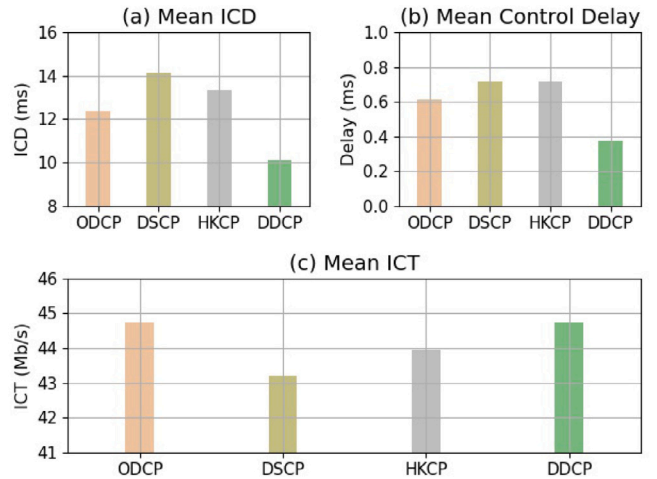 (a) Mean ICD
16
14
12
10
8
ICD (ms)
ODCP DSCP HKCP DDCP
(b) Mean Control Delay
1.0
0.8
0.6
0.4
0.2
0.0
Delay (ms)
ODCP DSCP HKCP DDCP
(c) Mean ICT
46
45
44
43
42
41
ICT (Mb/s)
ODCP DSCP HKCP DDCP